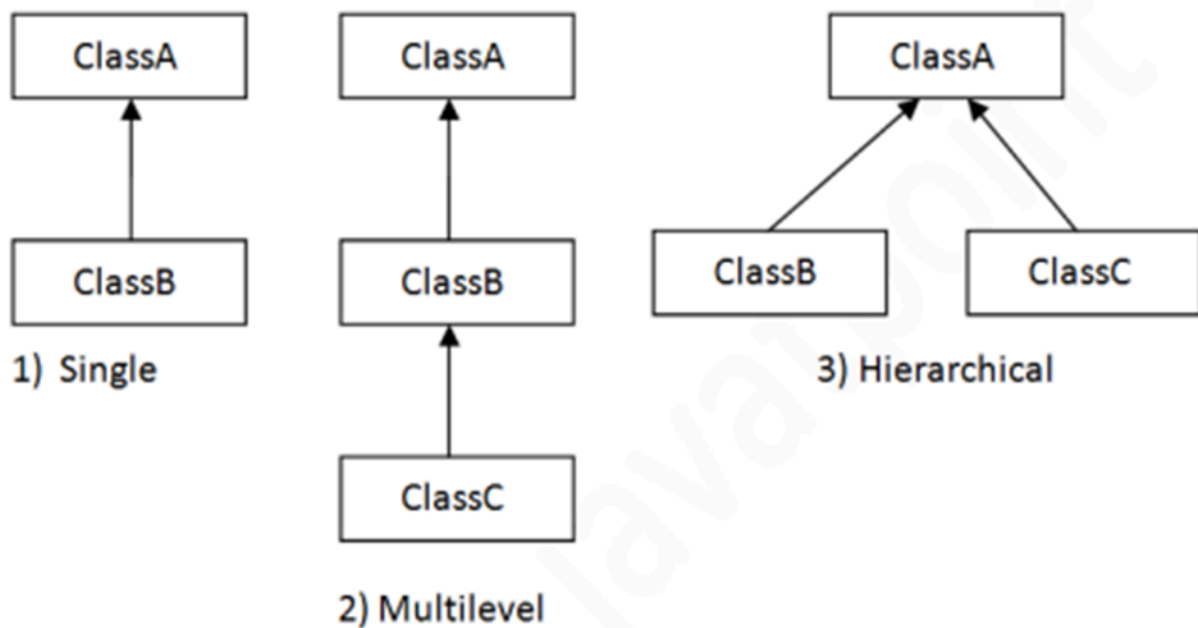 ClassA
ClassB
1) Single
ClassA
ClassB
ClassC
2) Multilevel
ClassA
ClassB
ClassC
3) Hierarchical